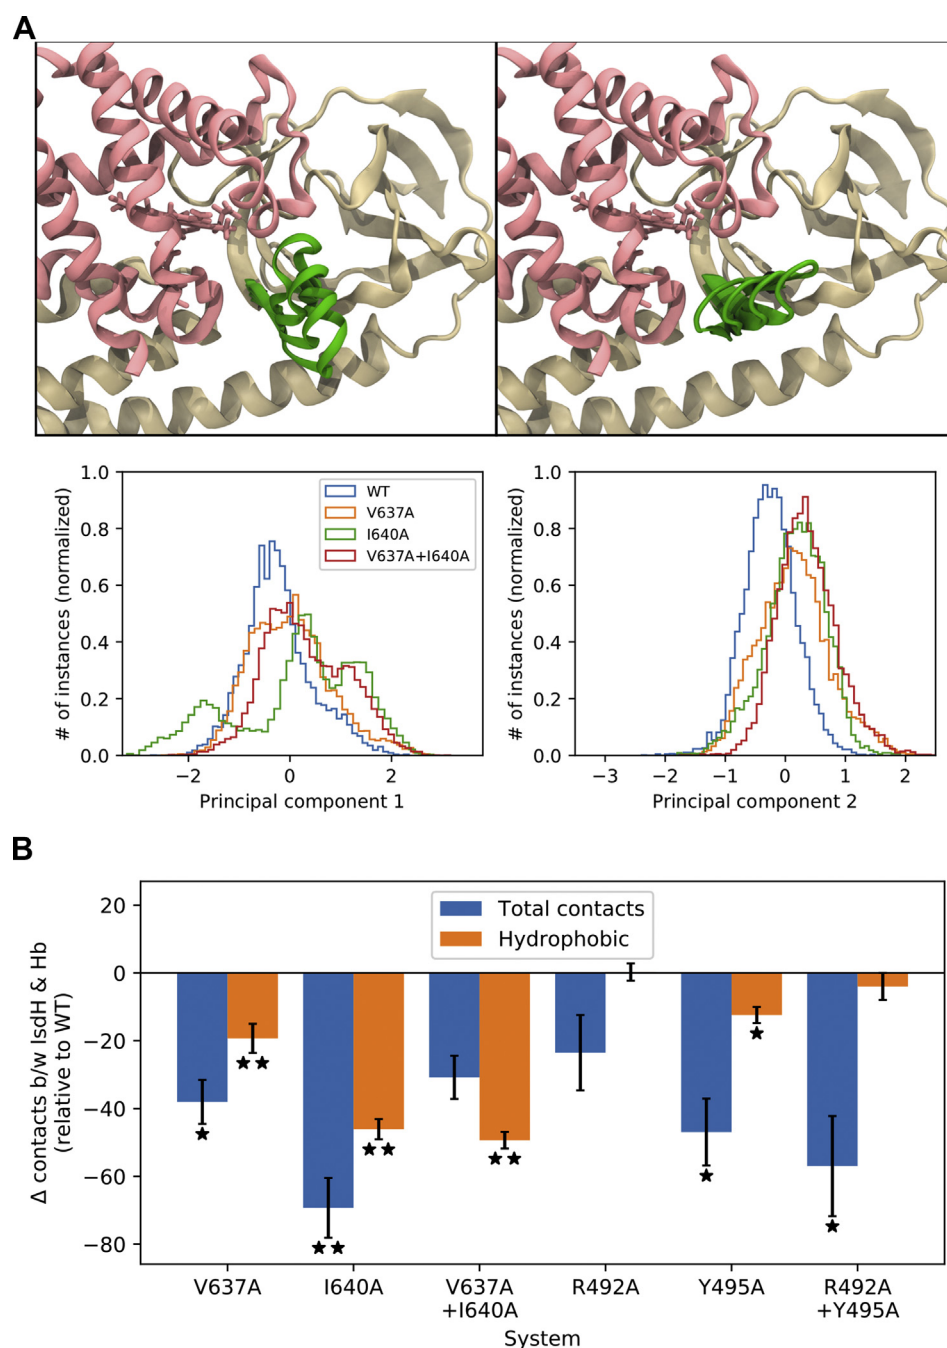 A
1.0
0.8
0.6
0.4
0.2
0.0
# of instances (normalized)
WT
V637A
I640A
V637A+I640A
−2
0
2
Principal component 1
1.0
0.8
0.6
0.4
0.2
0.0
# of instances (normalized)
−3
−2
−1
0
1
2
Principal component 2
B
20
0
−20
−40
−60
−80
Δ contacts b/w IsdH & Hb
(relative to WT)
Total contacts
Hydrophobic
★
★★
★★
★★
★★
★
★
★
V637A
I640A
V637A
+I640A
R492A
Y495A
R492A
+Y495A
System